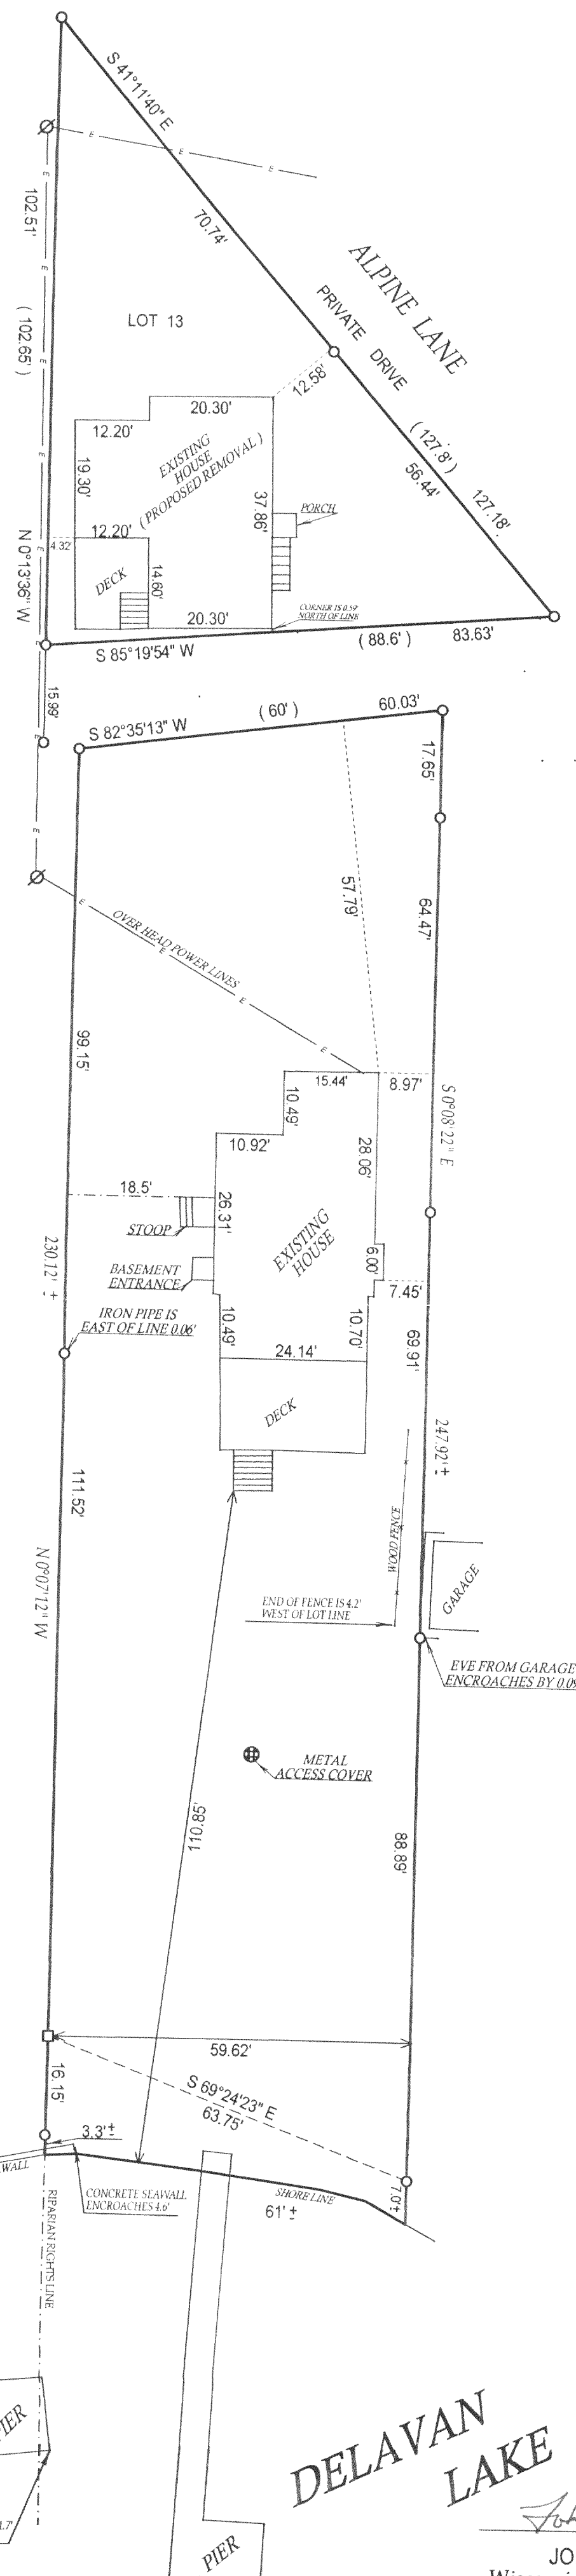 S 41°11'40" E
E
E
E
102.51'
( 102.65' )
E
E
E
E
E
E
E
70.74'
ALPINE LANE
PRIVATE DRIVE
LOT 13
12.58'
20.30'
12.20'
( 127.8' )
56.44'
127.18'
EXISTING
HOUSE
( PROPOSED REMOVAL )
19.30'
37.86'
PORCH
12.20'
4.32'
N 0°13'36" W
DECK
14.60'
CORNER IS 0.59'
NORTH OF LINE
20.30'
S 85°19'54" W
( 88.6' )
83.63'
15.99'
S 82°35'13" W
( 60' )
60.03'
17.65'
E
57.79'
64.47'
E
OVER HEAD POWER LINES
E
E
99.15'
15.44'
8.97'
10.49'
S 0°08'22" E
10.92'
28.06'
18.5'
26.31'
STOOP
EXISTING
HOUSE
BASEMENT
ENTRANCE
6.00'
7.45'
230.12' ±
IRON PIPE IS
EAST OF LINE 0.06'
10.49'
10.70'
69.91'
24.14'
DECK
247.92' ±
111.52'
WOOD FENCE
GARAGE
N 0°07'12" W
END OF FENCE IS 4.2'
WEST OF LOT LINE
EVE FROM GARAGE
ENCROACHES BY 0.09
METAL
ACCESS COVER
110.85'
88.89'
59.62'
S 69°24'23" E
63.75'
16.15'
3.3'±
WALL
CONCRETE SEAWALL
ENCROACHES 4.6'
SHORE LINE
7.0'±
61' ±
RIPARIAN RIGHTS LINE
PIER
DELAVAN
LAKE
PIER
JO